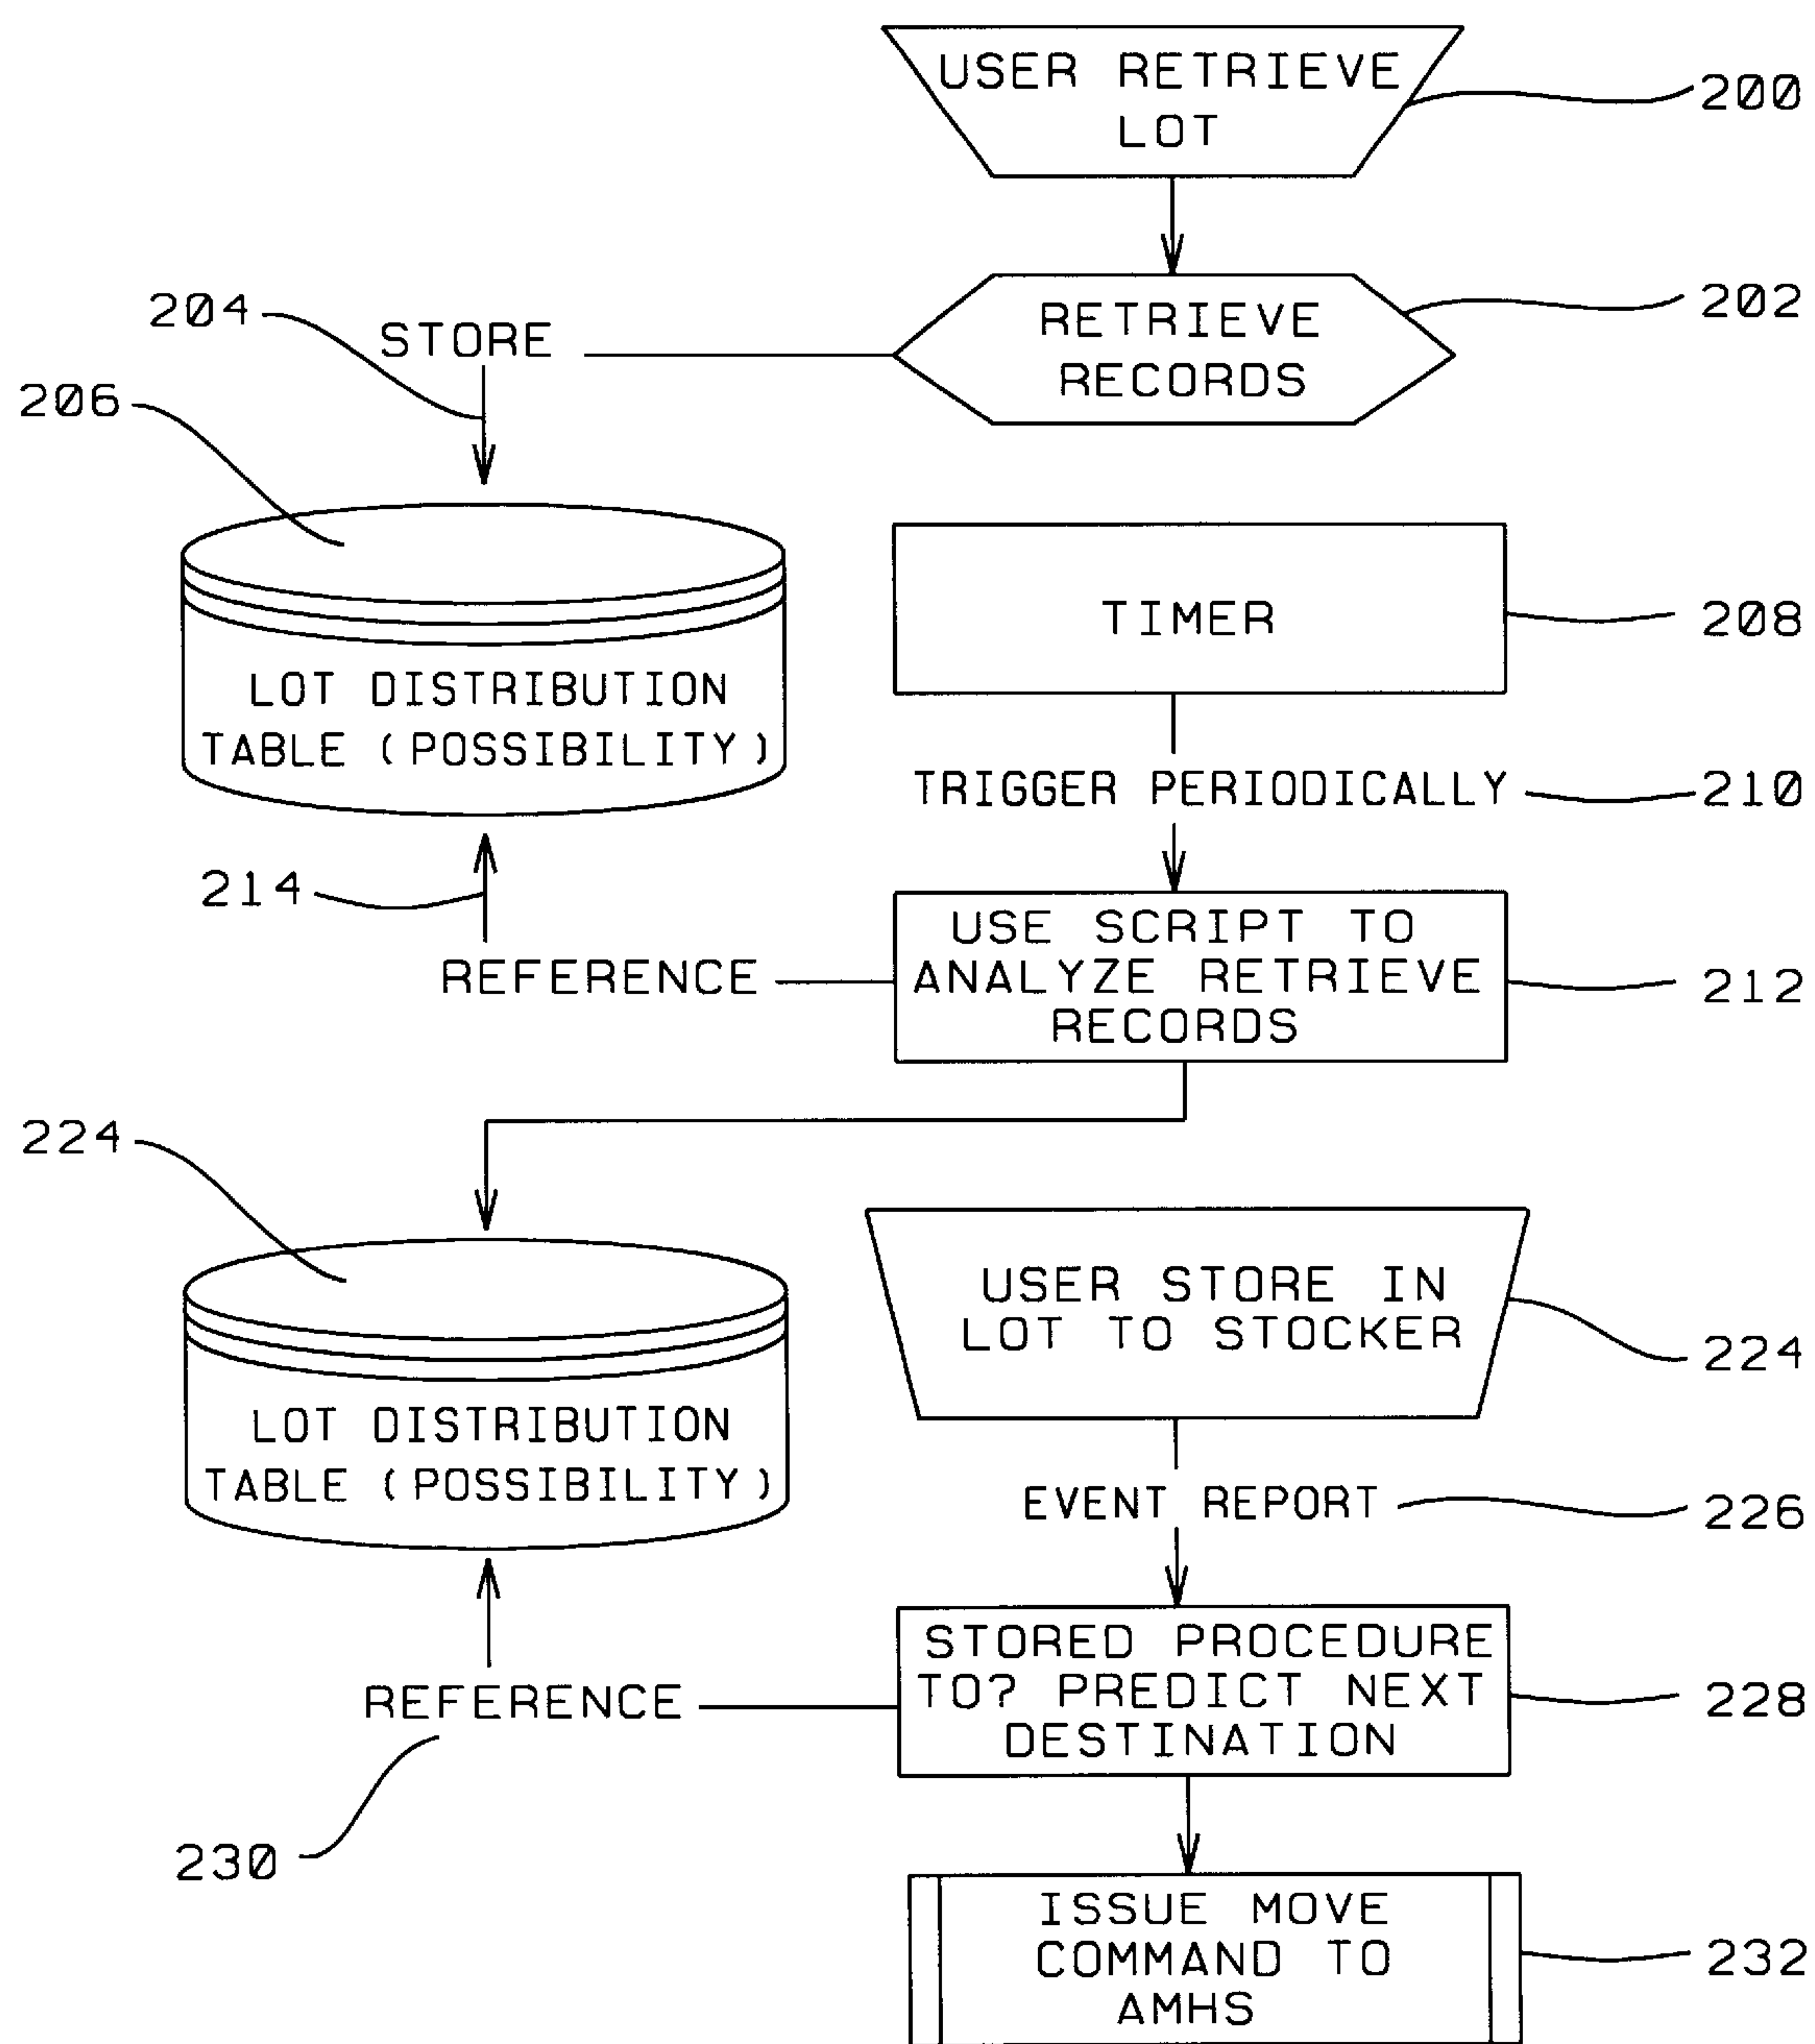 USER RETRIEVE
LOT
200
204
STORE
RETRIEVE
RECORDS
202
206
LOT DISTRIBUTION
TABLE (POSSIBILITY)
TIMER
208
TRIGGER PERIODICALLY
210
214
REFERENCE
USE SCRIPT TO
ANALYZE RETRIEVE
RECORDS
212
224
LOT DISTRIBUTION
TABLE (POSSIBILITY)
USER STORE IN
LOT TO STOCKER
224
EVENT REPORT
226
REFERENCE
230
STORED PROCEDURE
TO? PREDICT NEXT
DESTINATION
228
ISSUE MOVE
COMMAND TO
AMHS
232